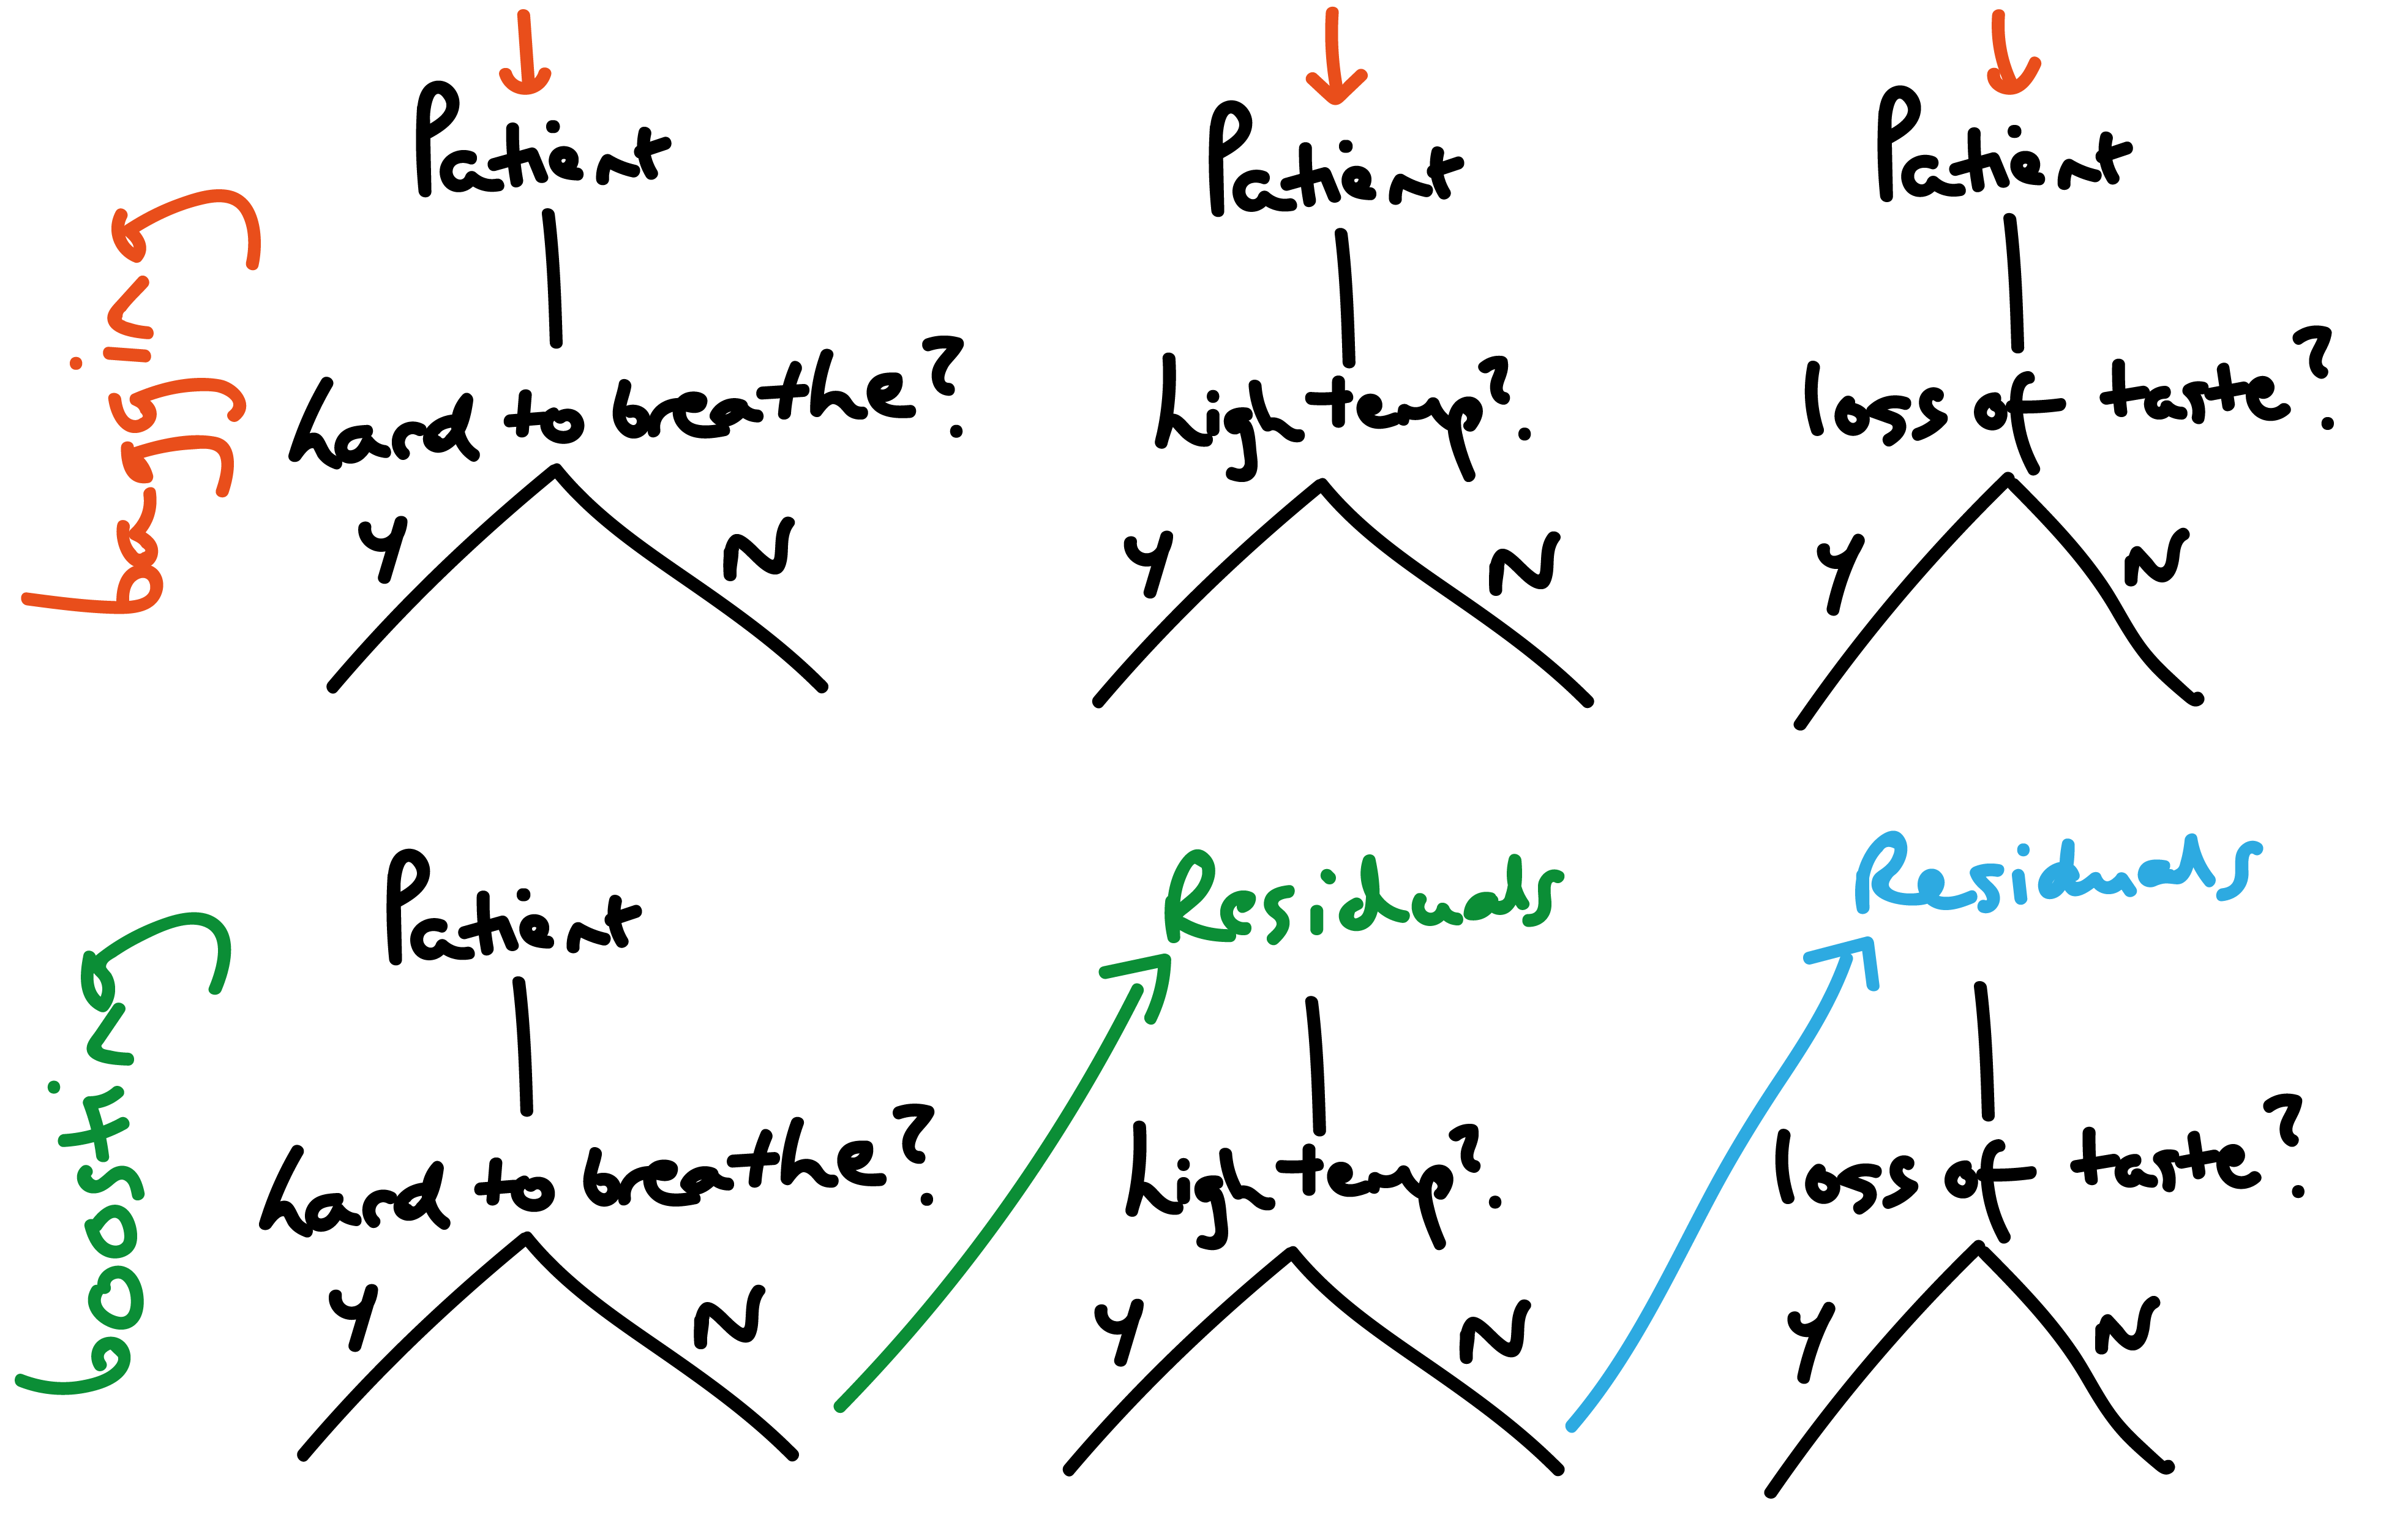 Patient Patient Patient
bagging
hard to breathe? high temp? loss of taste?
Y N Y N Y N
Patient Residuals Residuals
boosting
hard to breathe? high temp? loss of taste?
Y N Y N Y N